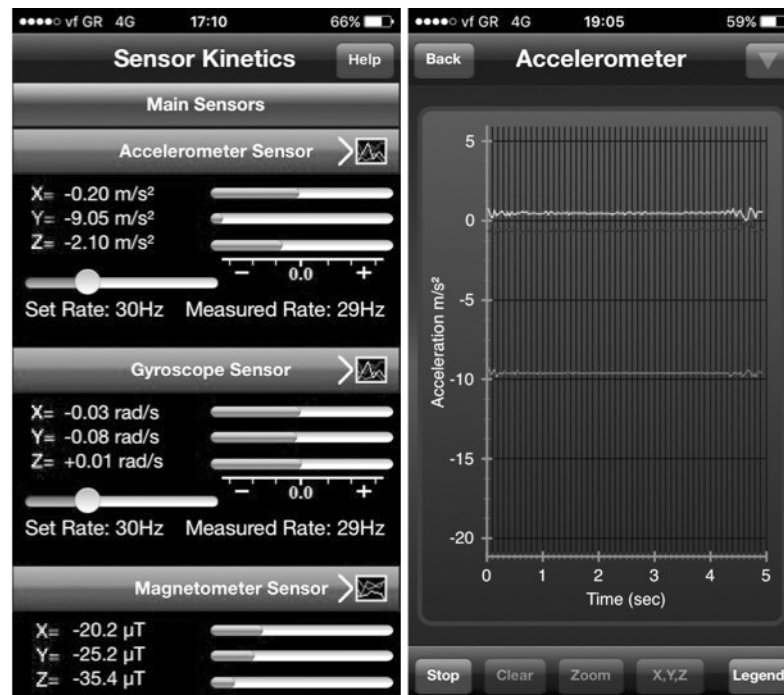 vf GR 4G 17:10 66%
Sensor Kinetics Help
Main Sensors
Accelerometer Sensor
X= -0.20 m/s²
Y= -9.05 m/s²
Z= -2.10 m/s²
− 0.0 +
Set Rate: 30Hz Measured Rate: 29Hz
Gyroscope Sensor
X= -0.03 rad/s
Y= -0.08 rad/s
Z= +0.01 rad/s
− 0.0 +
Set Rate: 30Hz Measured Rate: 29Hz
Magnetometer Sensor
X= -20.2 µT
Y= -25.2 µT
Z= -35.4 µT
vf GR 4G 19:05 59%
Back Accelerometer
Acceleration m/s²
5
0
-5
-10
-15
-20
0 1 2 3 4 5
Time (sec)
Stop Clear Zoom X,Y,Z Legend